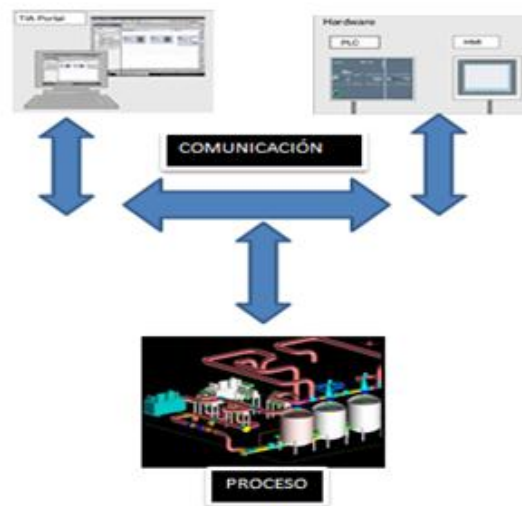 TIA Portal
Hardware
PLC
HMI
COMUNICACIÓN
PROCESO